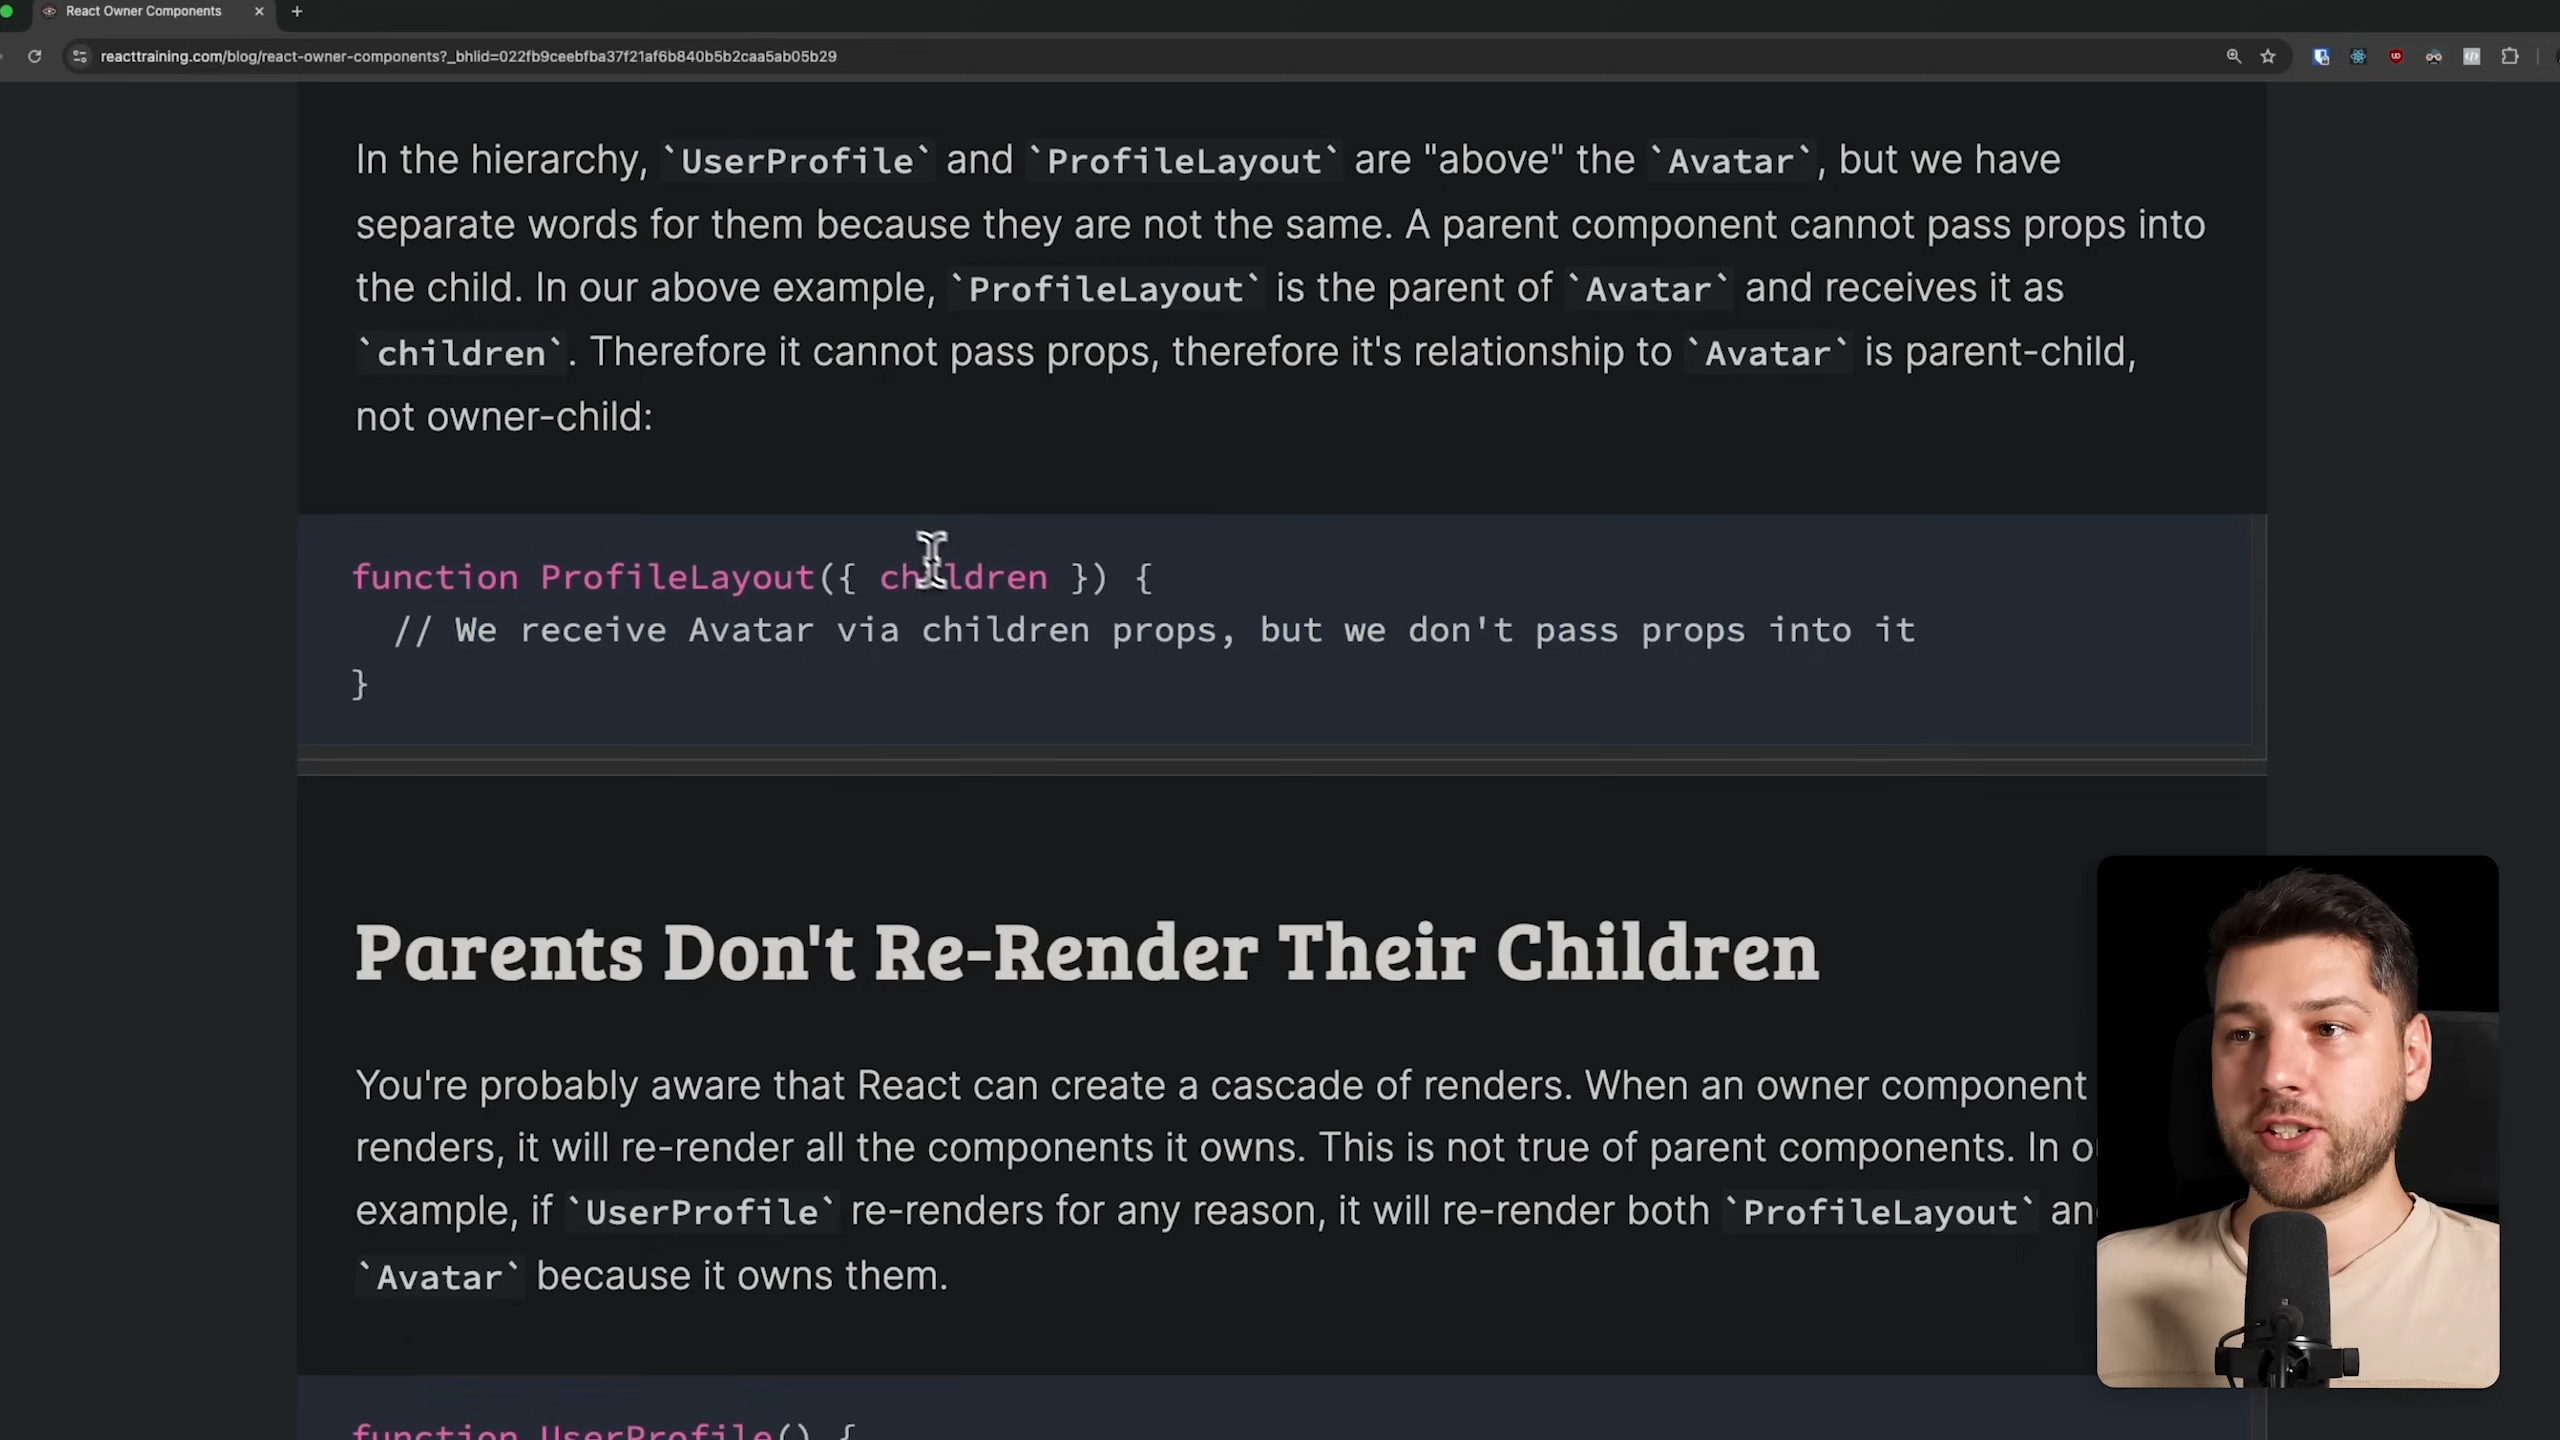 React Owner Components
reacttraining.com/blog/react-owner-components?_bhlid=022fb9ceebfba37f21af6b840b5b2caa5ab05b29
In the hierarchy, `UserProfile` and `ProfileLayout` are "above" the `Avatar`, but we have
separate words for them because they are not the same. A parent component cannot pass props into
the child. In our above example, `ProfileLayout` is the parent of `Avatar` and receives it as
`children`. Therefore it cannot pass props, therefore it's relationship to `Avatar` is parent-child,
not owner-child:
function ProfileLayout({ children }) {
// We receive Avatar via children props, but we don't pass props into it
}
Parents Don't Re-Render Their Children
You're probably aware that React can create a cascade of renders. When an owner component
renders, it will re-render all the components it owns. This is not true of parent components. In
example, if `UserProfile` re-renders for any reason, it will re-render both `ProfileLayout`
`Avatar` because it owns them.
function UserProfile() {